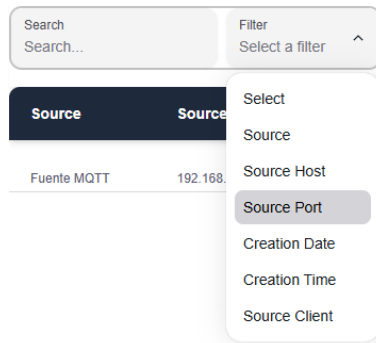 Search
Search...
Filter
Select a filter
Source
Source
Fuente MQTT
192.168.
Select
Source
Source Host
Source Port
Creation Date
Creation Time
Source Client